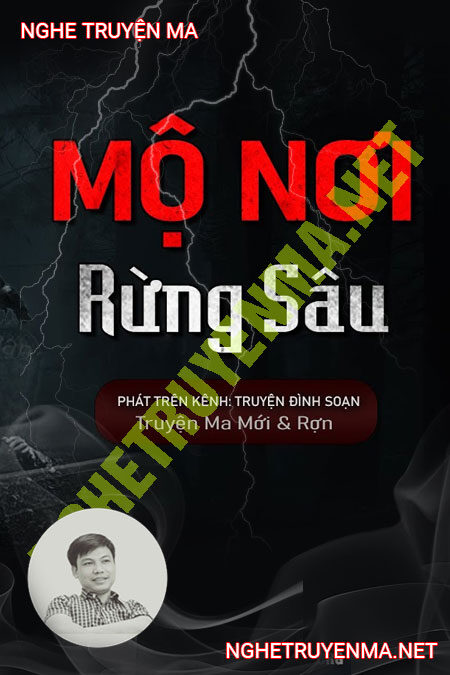 NGHE TRUYỆN MA
MỘ NƠI
Rừng Sâu
PHÁT TRÊN KÊNH: TRUYỆN ĐÌNH SOẠN
Truyện Ma Mới & Rợn
NGHETRUYENMA.NET
NGHETRUYENMA.NET